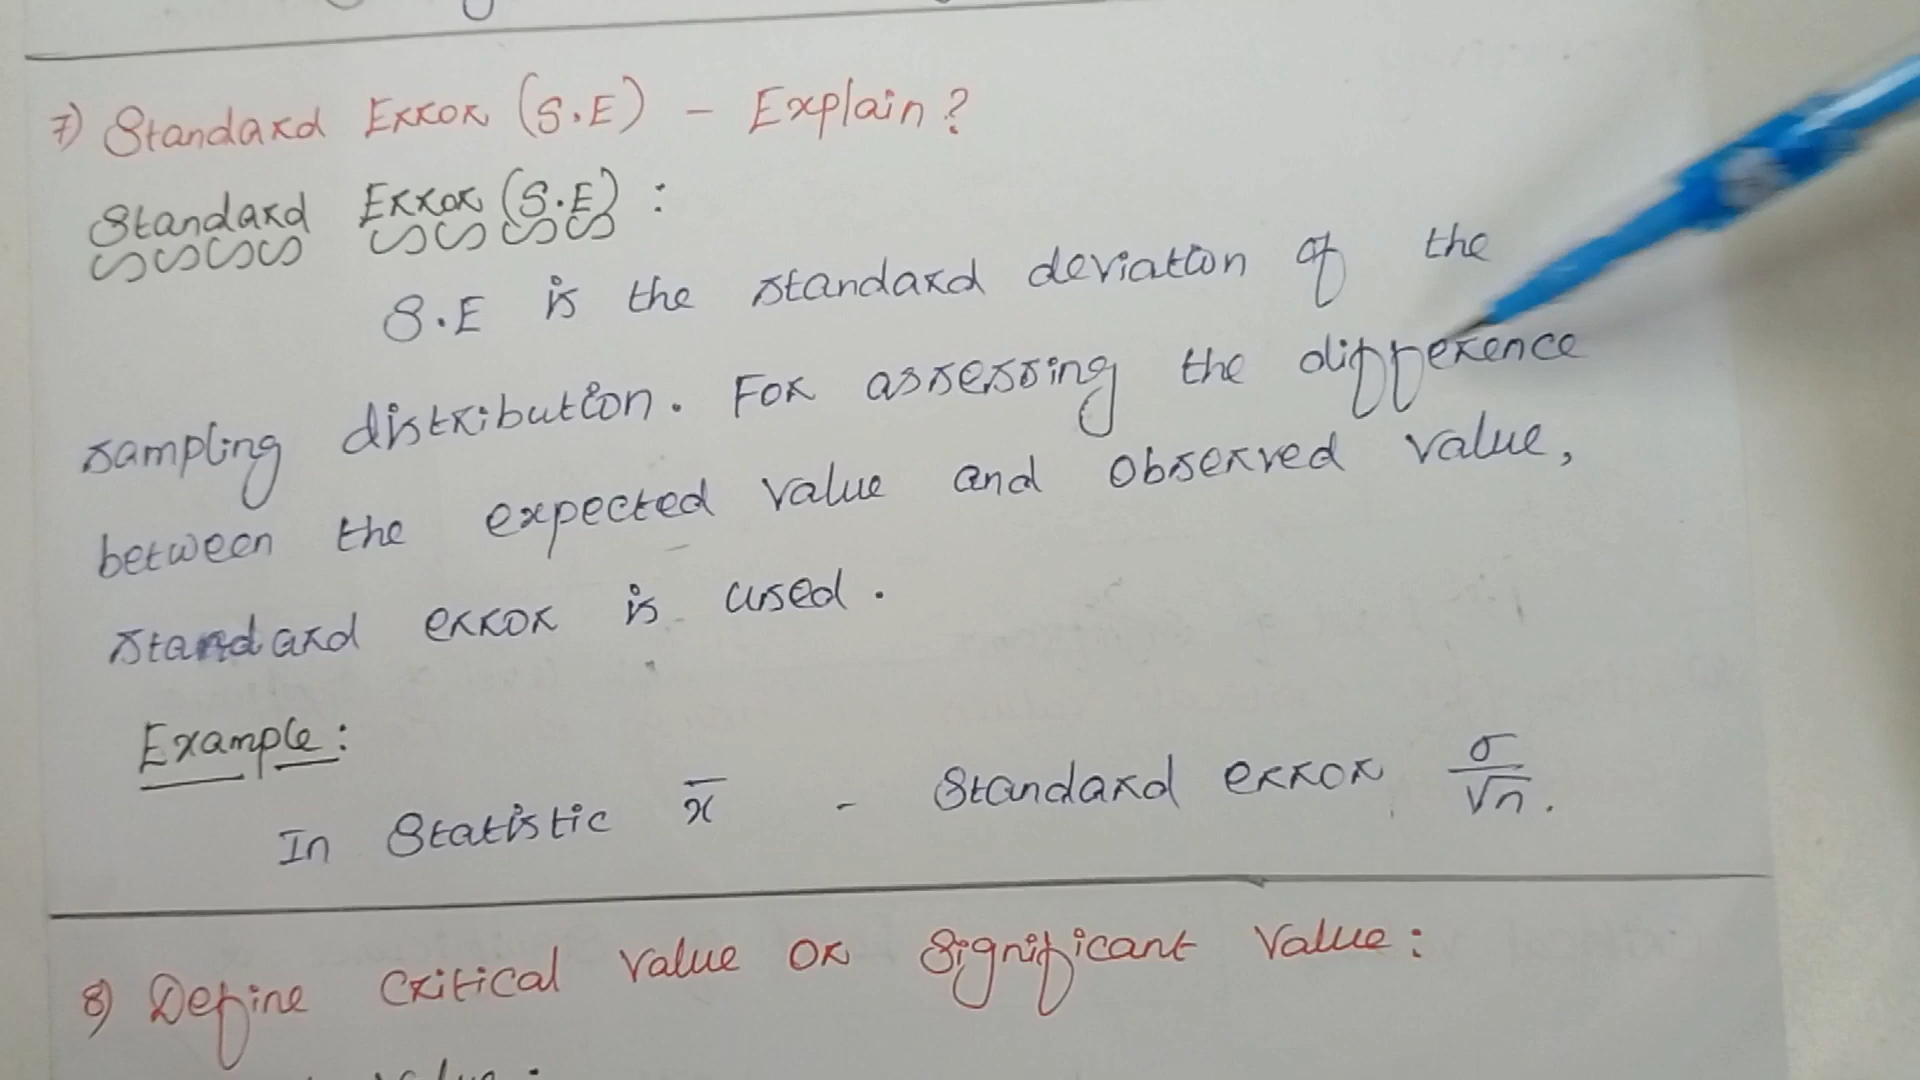 7) Standard Error (S.E) - Explain?
Standard Error (S.E) :
S.E is the standard deviation of the
sampling distribution. For assessing the difference
between the expected value and observed value,
standard error is used.
Example:
In Statistic x̄ - Standard error σ/√n.
8) Define Critical value or Significant Value: